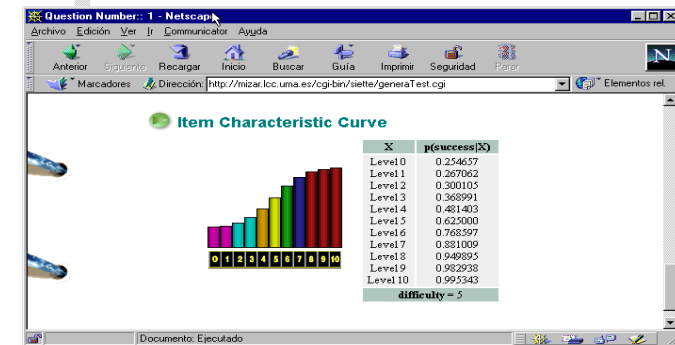 Question Number:: 1 - Netscape
Archivo Edición Ver Ir Communicator Ayuda
Anterior Siguiente Recargar Inicio Buscar Guía Imprimir Seguridad Parar
N
Marcadores Dirección: http://mizar.lcc.uma.es/cgi-bin/siette/generaTest.cgi Elementos rel.
Item Characteristic Curve
X p(success|X)
Level 0 0.254657
Level 1 0.267062
Level 2 0.300105
Level 3 0.368991
Level 4 0.481403
Level 5 0.625000
Level 6 0.768597
Level 7 0.881009
Level 8 0.949895
Level 9 0.982938
Level 10 0.995343
difficulty = 5
0 1 2 3 4 5 6 7 8 9 10
Documento: Ejecutado